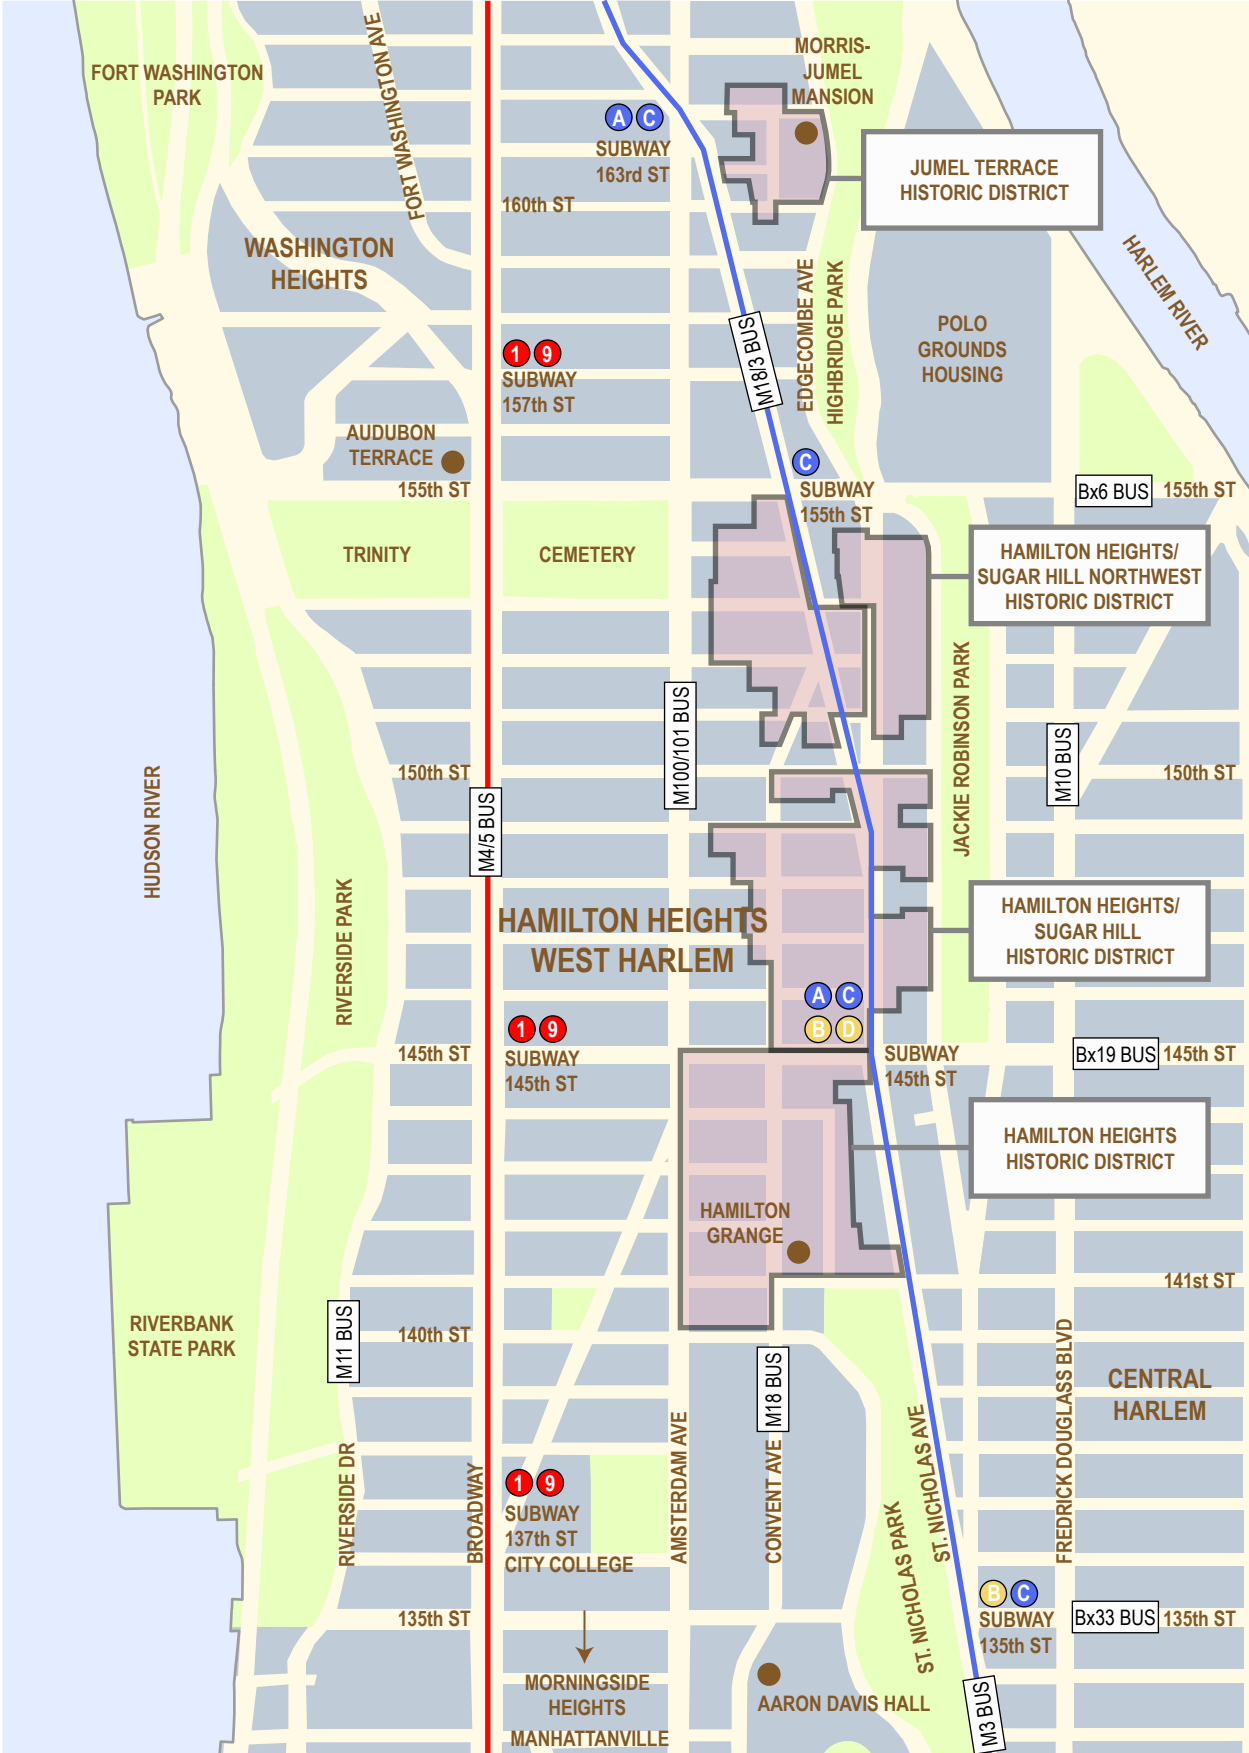 MORRIS-
JUMEL
MANSION
FORT WASHINGTON
PARK
FORT WASHINGTON AVE
A C
SUBWAY
163rd ST
JUMEL TERRACE
HISTORIC DISTRICT
160th ST
WASHINGTON
HEIGHTS
HARLEM RIVER
EDGECOMBE AVE
HIGHBRIDGE PARK
M18/3 BUS
POLO
GROUNDS
HOUSING
1 9
SUBWAY
157th ST
AUDUBON
TERRACE
C
SUBWAY
155th ST
155th ST
Bx6 BUS
155th ST
TRINITY
CEMETERY
HAMILTON HEIGHTS/
SUGAR HILL NORTHWEST
HISTORIC DISTRICT
JACKIE ROBINSON PARK
M100/101 BUS
M10 BUS
150th ST
150th ST
HUDSON RIVER
M4/5 BUS
RIVERSIDE PARK
HAMILTON HEIGHTS
WEST HARLEM
HAMILTON HEIGHTS/
SUGAR HILL
HISTORIC DISTRICT
A C
B D
1 9
SUBWAY
145th ST
145th ST
SUBWAY
145th ST
Bx19 BUS
145th ST
HAMILTON HEIGHTS
HISTORIC DISTRICT
HAMILTON
GRANGE
141st ST
RIVERBANK
STATE PARK
M11 BUS
140th ST
M18 BUS
FREDRICK DOUGLASS BLVD
CENTRAL
HARLEM
RIVERSIDE DR
BROADWAY
AMSTERDAM AVE
CONVENT AVE
ST. NICHOLAS AVE
ST. NICHOLAS PARK
1 9
SUBWAY
137th ST
CITY COLLEGE
B C
SUBWAY
135th ST
135th ST
Bx33 BUS
135th ST
MORNINGSIDE
HEIGHTS
MANHATTANVILLE
AARON DAVIS HALL
M3 BUS